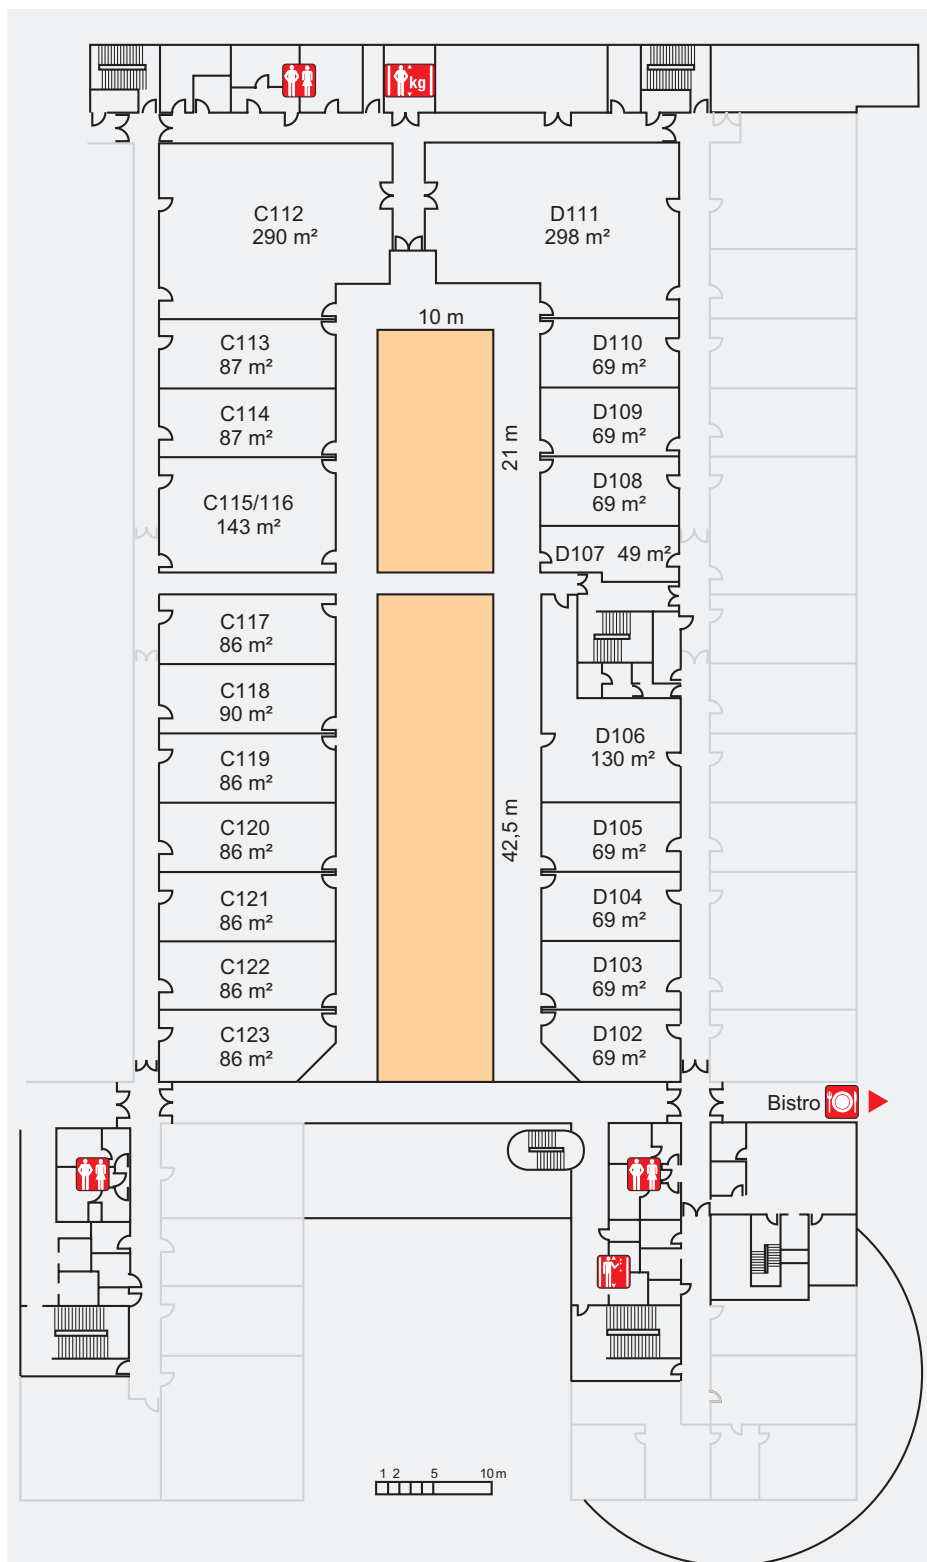 kg
C112
290 m²
D111
298 m²
10 m
C113
87 m²
D110
69 m²
C114
87 m²
D109
69 m²
21 m
C115/116
143 m²
D108
69 m²
D107 49 m²
C117
86 m²
C118
90 m²
D106
130 m²
C119
86 m²
42,5 m
C120
86 m²
D105
69 m²
C121
86 m²
D104
69 m²
C122
86 m²
D103
69 m²
C123
86 m²
D102
69 m²
Bistro
1 2 5 10 m